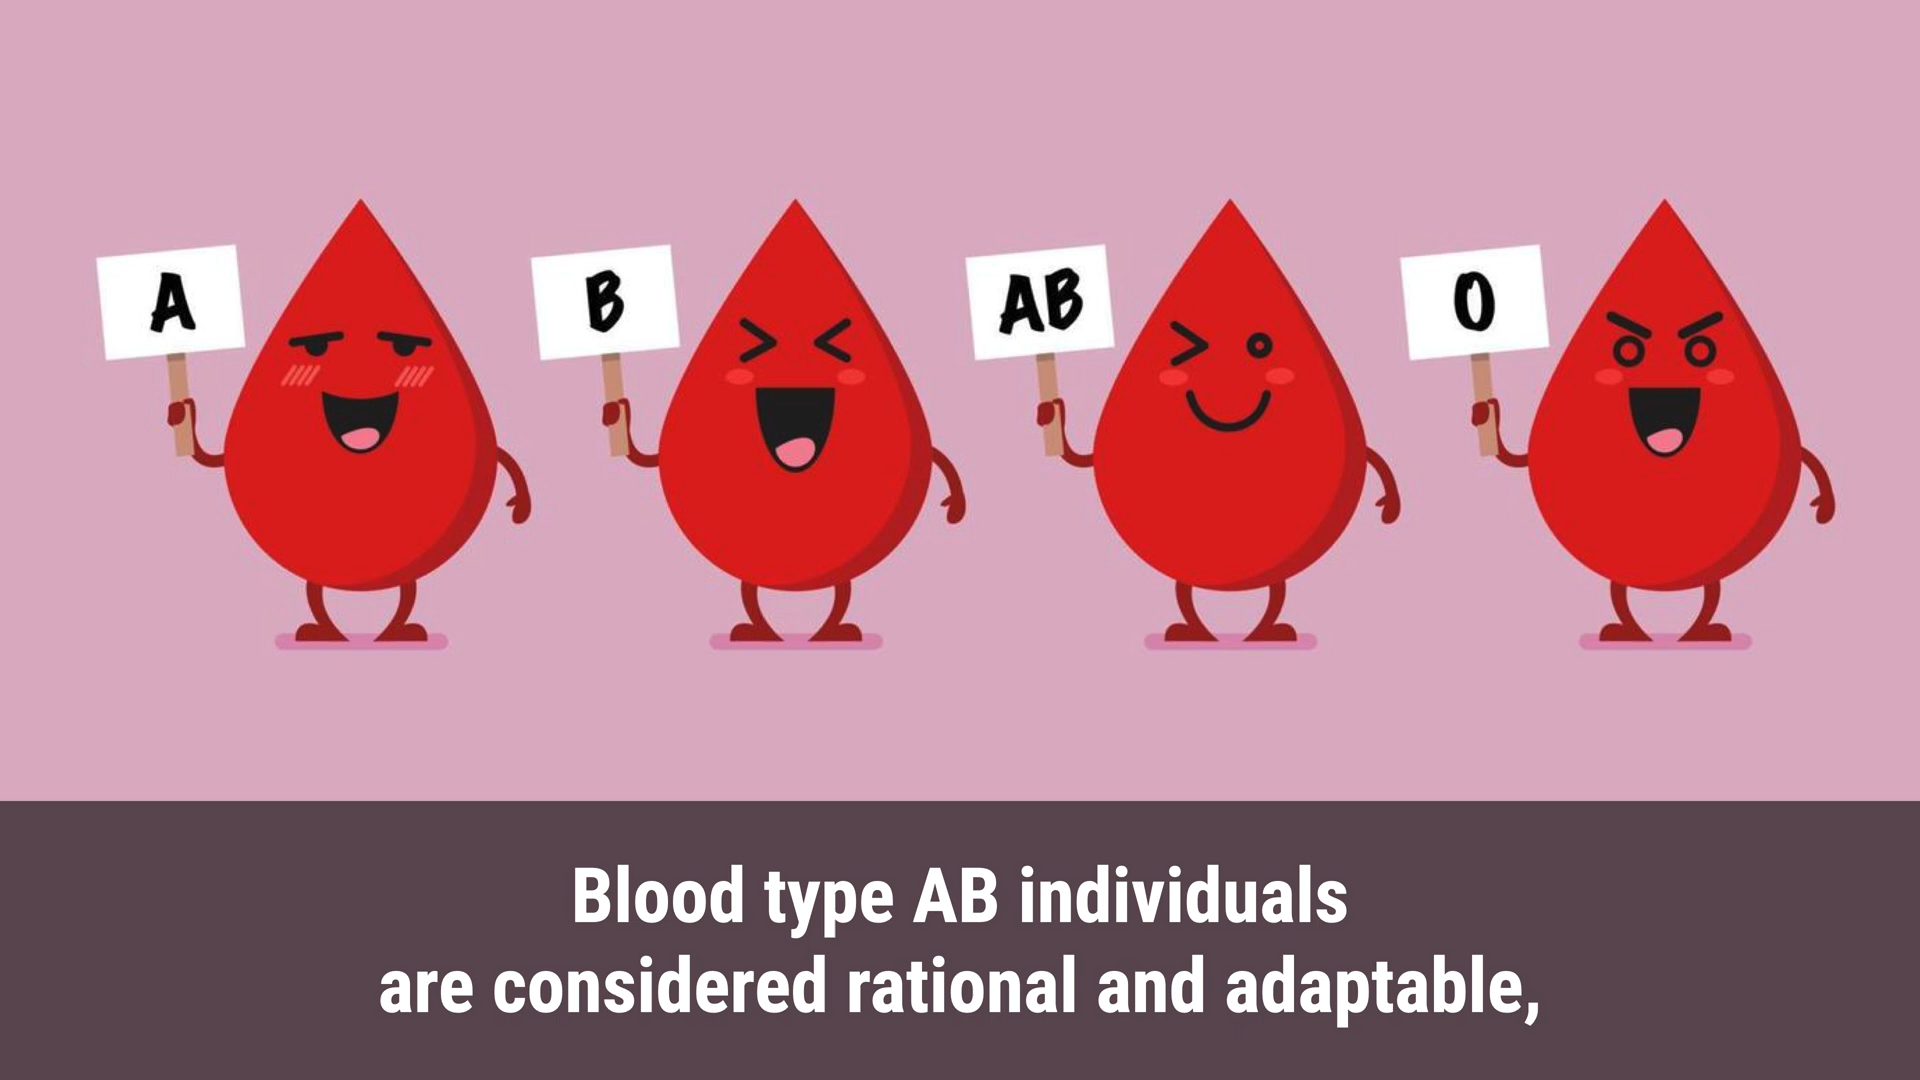 A
B
AB
O
Blood type AB individuals
are considered rational and adaptable,